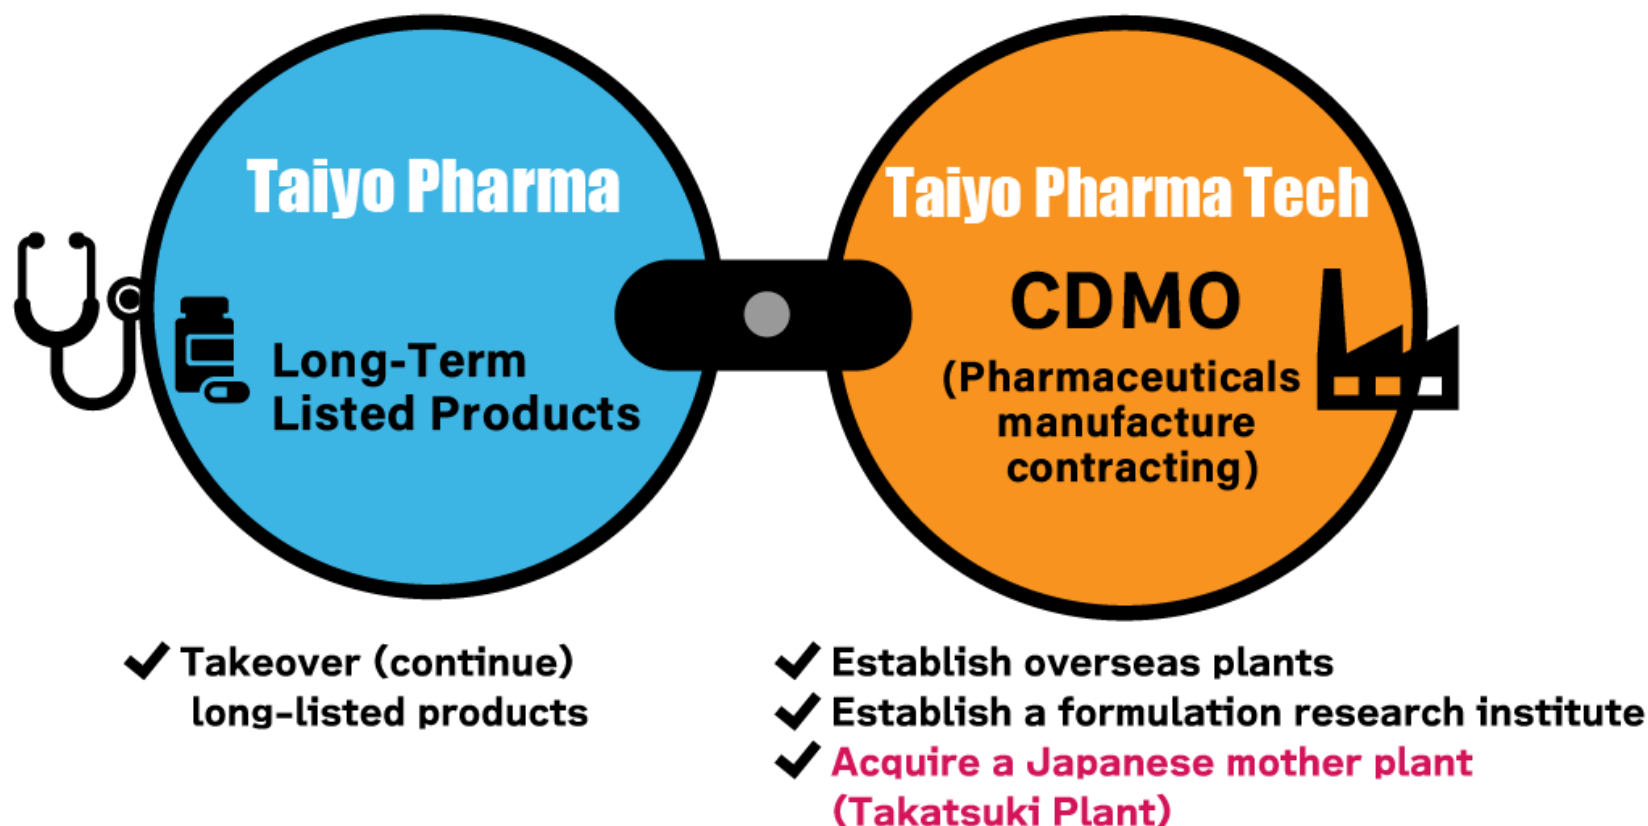 Taiyo Pharma
Long-Term
Listed Products
Takeover (continue)
long-listed products
Taiyo Pharma Tech
CDMO
(Pharmaceuticals
manufacture
contracting)
Establish overseas plants
Establish a formulation research institute
Acquire a Japanese mother plant
(Takatsuki Plant)